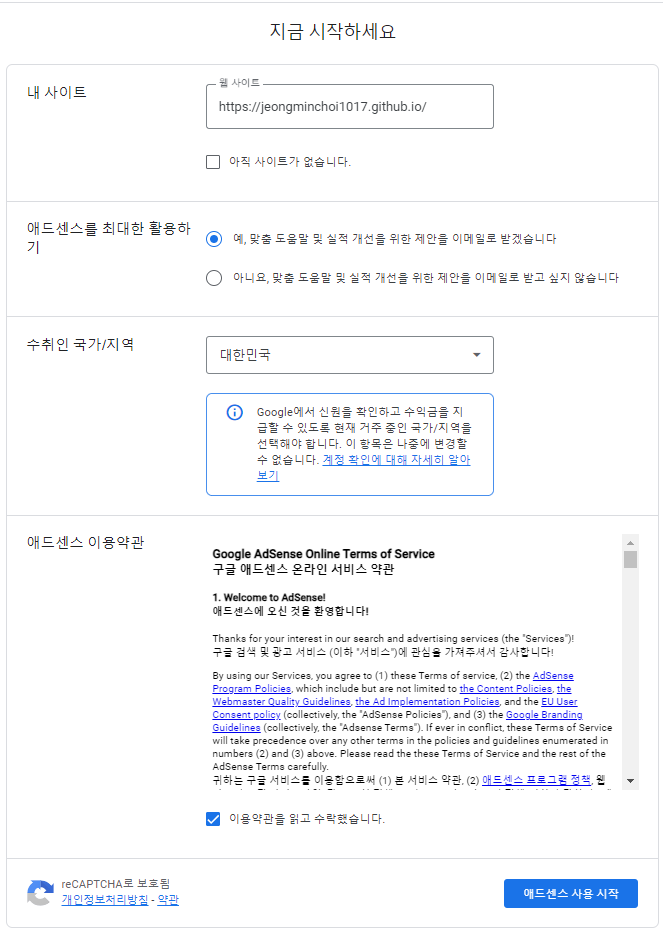 지금 시작하세요
내 사이트
웹 사이트
https://jeongminchoi1017.github.io/
아직 사이트가 없습니다.
애드센스를 최대한 활용하
기
예, 맞춤 도움말 및 실적 개선을 위한 제안을 이메일로 받겠습니다
아니요, 맞춤 도움말 및 실적 개선을 위한 제안을 이메일로 받고 싶지 않습니다
수취인 국가/지역
대한민국
Google에서 신원을 확인하고 수익금을 지
급할 수 있도록 현재 거주 중인 국가/지역을
선택해야 합니다. 이 항목은 나중에 변경할
수 없습니다. 계정 확인에 대해 자세히 알아
보기
애드센스 이용약관
Google AdSense Online Terms of Service
구글 애드센스 온라인 서비스 약관
1. Welcome to AdSense!
애드센스에 오신 것을 환영합니다!
Thanks for your interest in our search and advertising services (the "Services")!
구글 검색 및 광고 서비스 (이하 "서비스")에 관심을 가져주셔서 감사합니다!
By using our Services, you agree to (1) these Terms of service, (2) the AdSense
Program Policies, which include but are not limited to the Content Policies, the
Webmaster Quality Guidelines, the Ad Implementation Policies, and the EU User
Consent policy (collectively, the "AdSense Policies"), and (3) the Google Branding
Guidelines (collectively, the "Adsense Terms"). If ever in conflict, these Terms of Service
will take precedence over any other terms in the policies and guidelines enumerated in
numbers (2) and (3) above. Please read the these Terms of Service and the rest of the
AdSense Terms carefully.
귀하는 구글 서비스를 이용함으로써 (1) 본 서비스 약관, (2) 애드센스 프로그램 정책, 웹
이용약관을 읽고 수락했습니다.
reCAPTCHA로 보호됨
개인정보처리방침 - 약관
애드센스 사용 시작